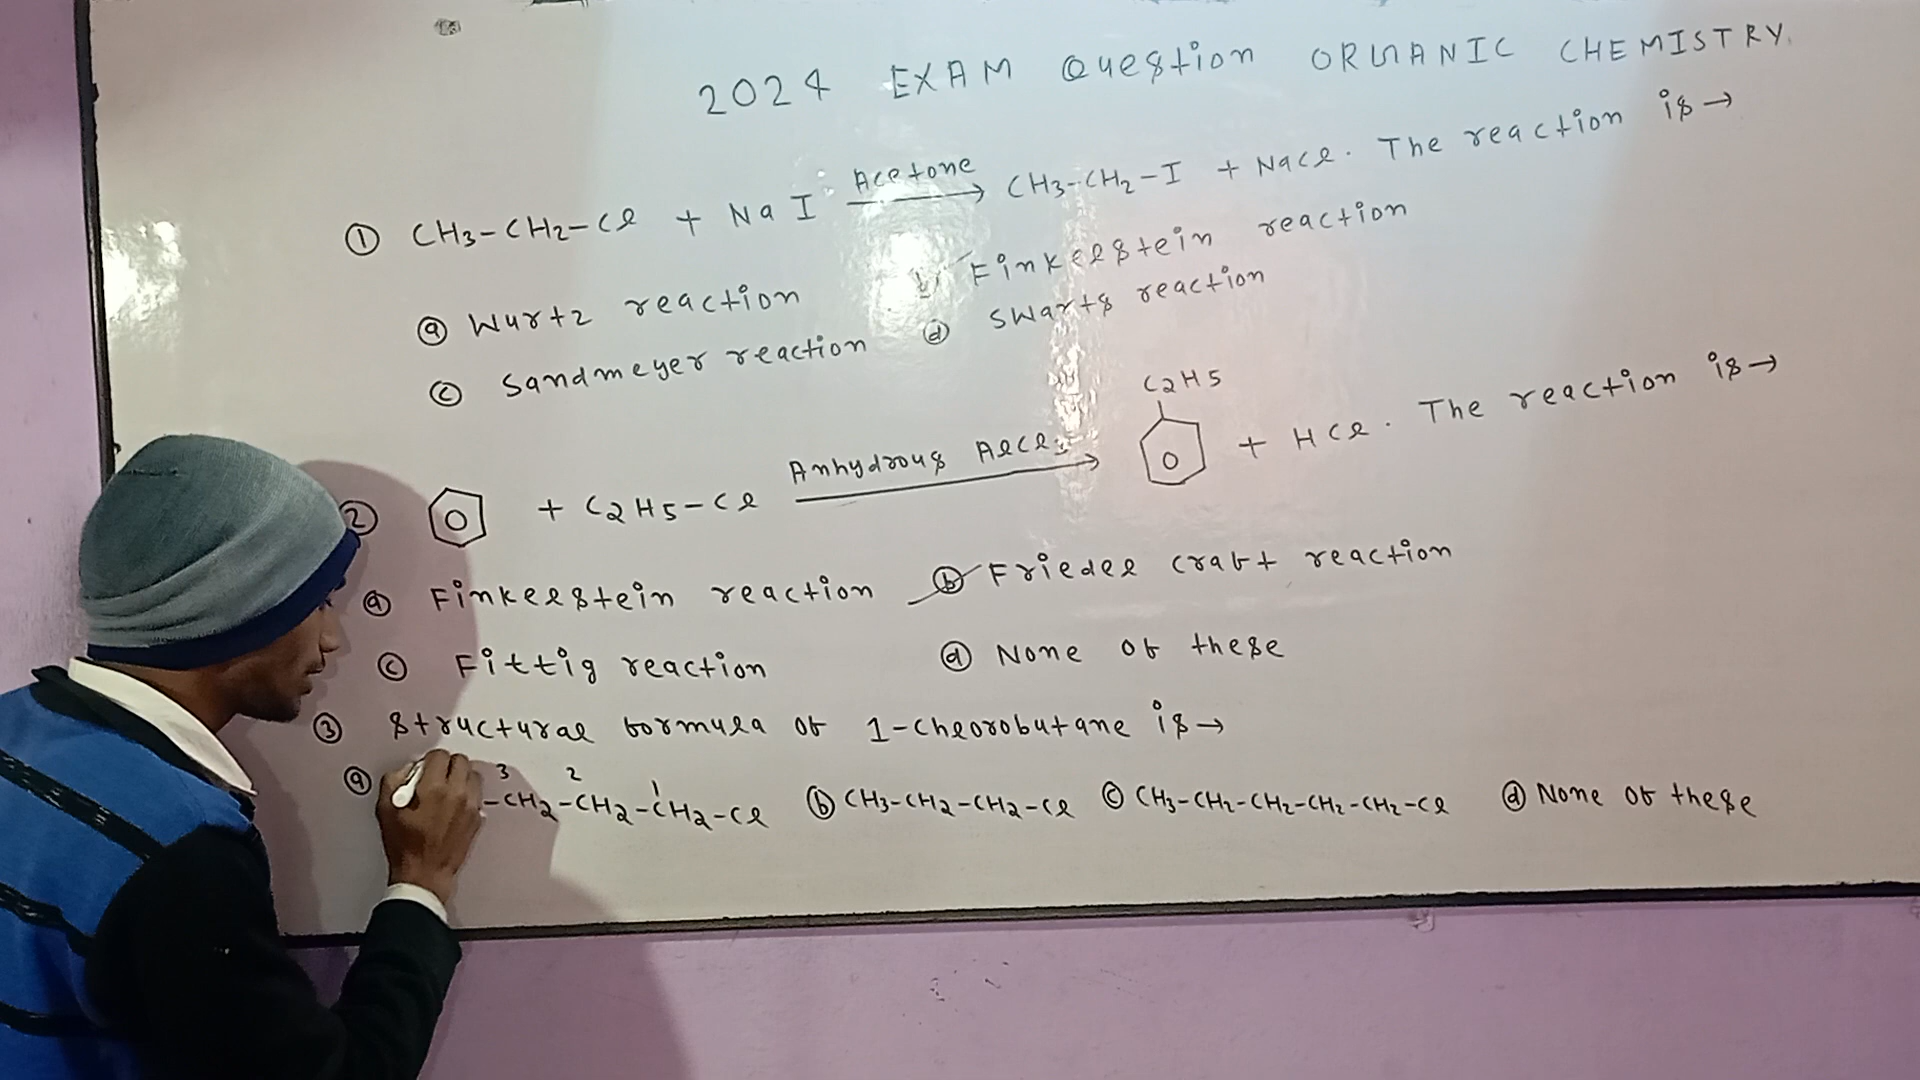 2024 EXAM Question ORGANIC CHEMISTRY.
① CH3-CH2-Cl + NaI Acetone → CH3-CH2-I + NaCl. The reaction is →
ⓐ Wurtz reaction Finkelstein reaction
ⓒ Sandmeyer reaction ⓓ Swarts reaction
C2H5
② + C2H5-Cl Anhydrous AlCl3 → + HCl. The reaction is →
ⓐ Finkelstein reaction ⓑ Friedel craft reaction
ⓒ Fittig reaction ⓓ None of these
③ structural formula of 1-chlorobutane is →
3 2 1
ⓐ -CH2-CH2-CH2-Cl ⓑ CH3-CH2-CH2-Cl ⓒ CH3-CH2-CH2-CH2-CH2-Cl ⓓ None of these